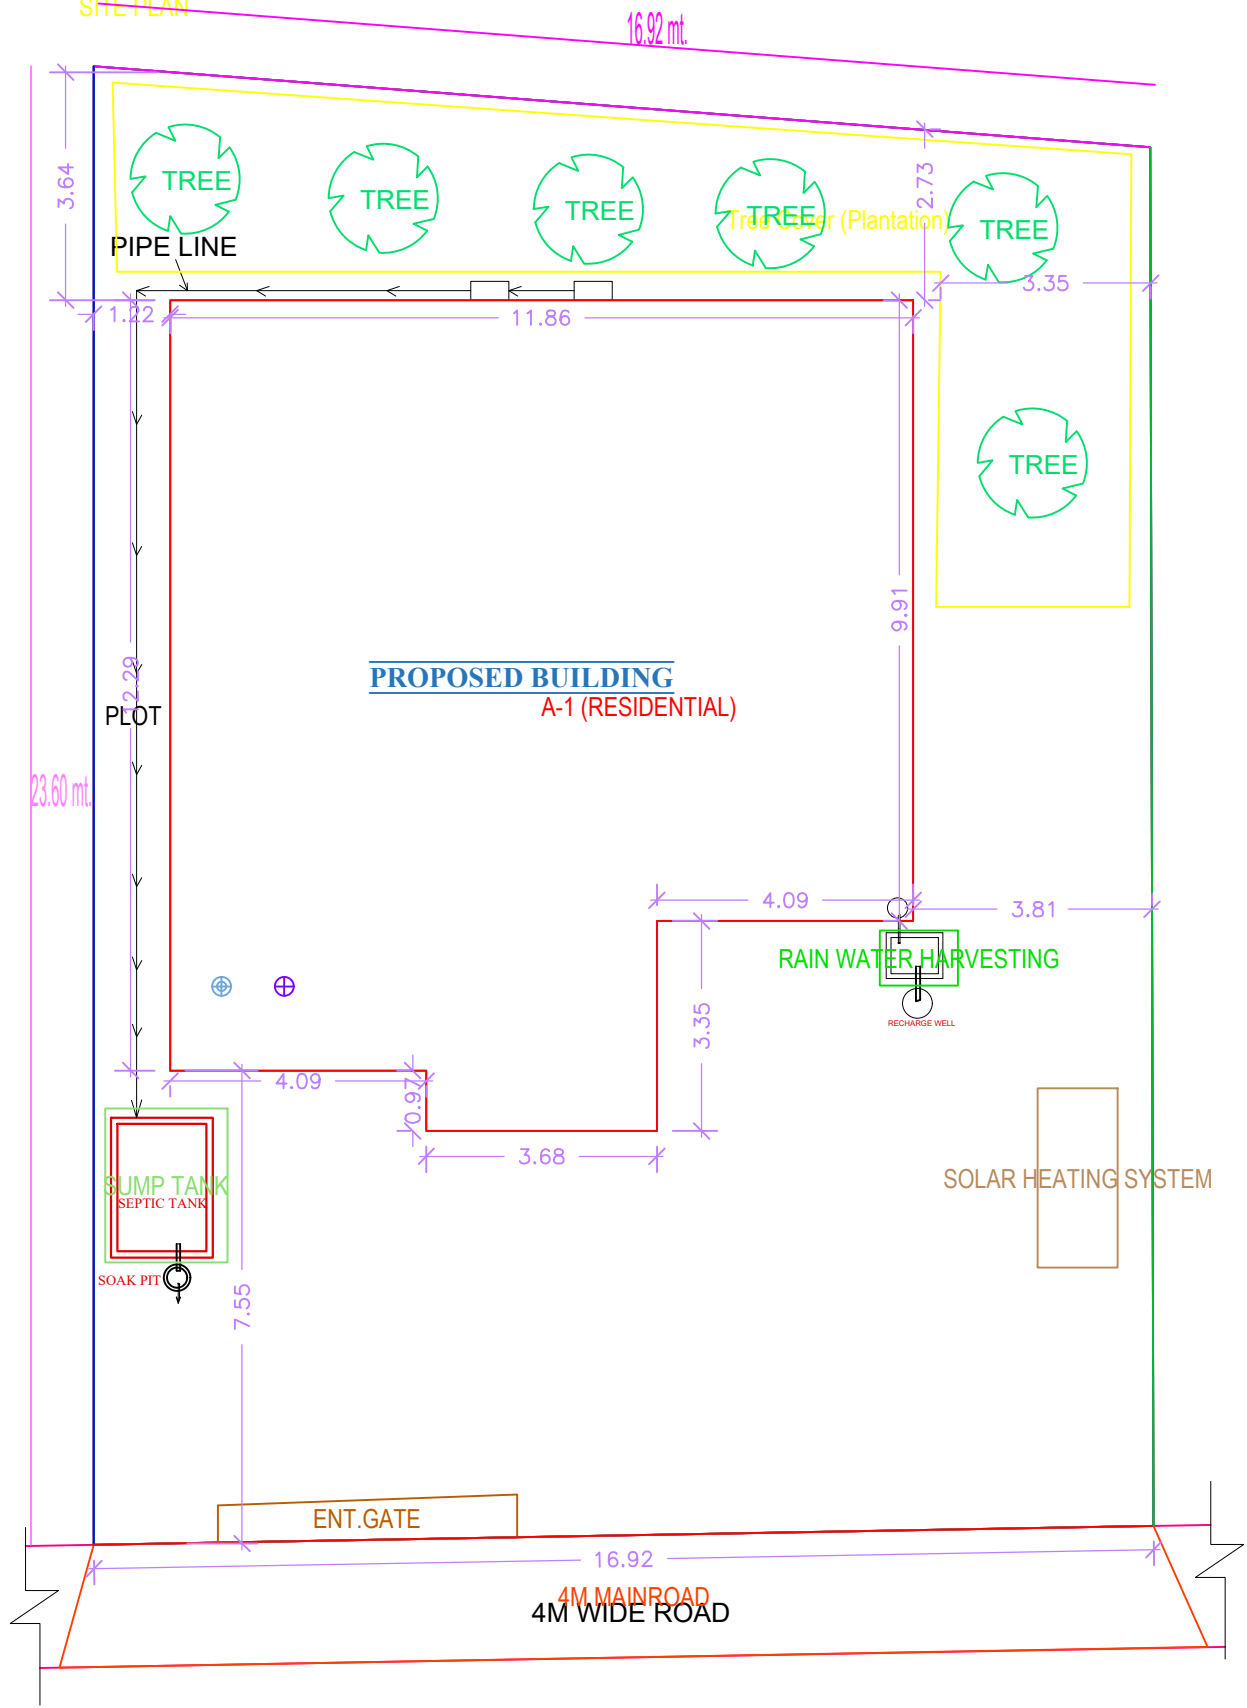 SITE PLAN
16.92 mt.
3.64
2.73
TREE
TREE
TREE
TREE
TREE
Tree Cover (Plantation)
PIPE LINE
3.35
1.22
11.86
TREE
9.91
12.29
PROPOSED BUILDING
A-1 (RESIDENTIAL)
PLOT
23.60 mt.
4.09
3.81
RAIN WATER HARVESTING
RECHARGE WELL
3.35
4.09
0.97
3.68
SUMP TANK
SEPTIC TANK
SOLAR HEATING SYSTEM
SOAK PIT
7.55
ENT.GATE
16.92
4M MAINROAD
4M WIDE ROAD